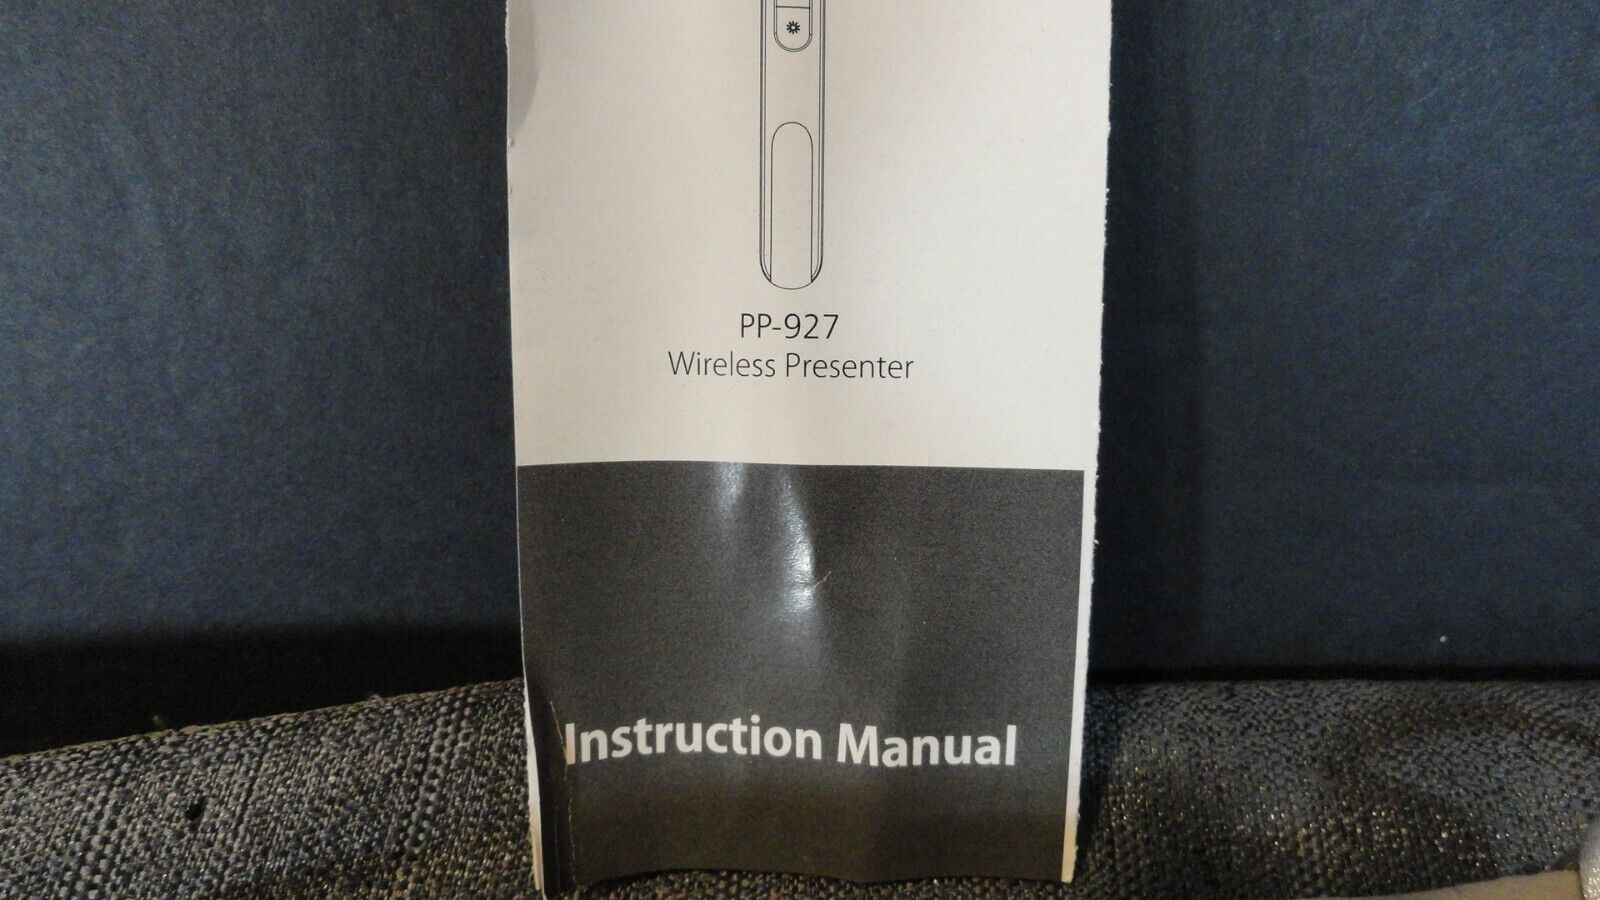 PP-927
Wireless Presenter
Instruction Manual